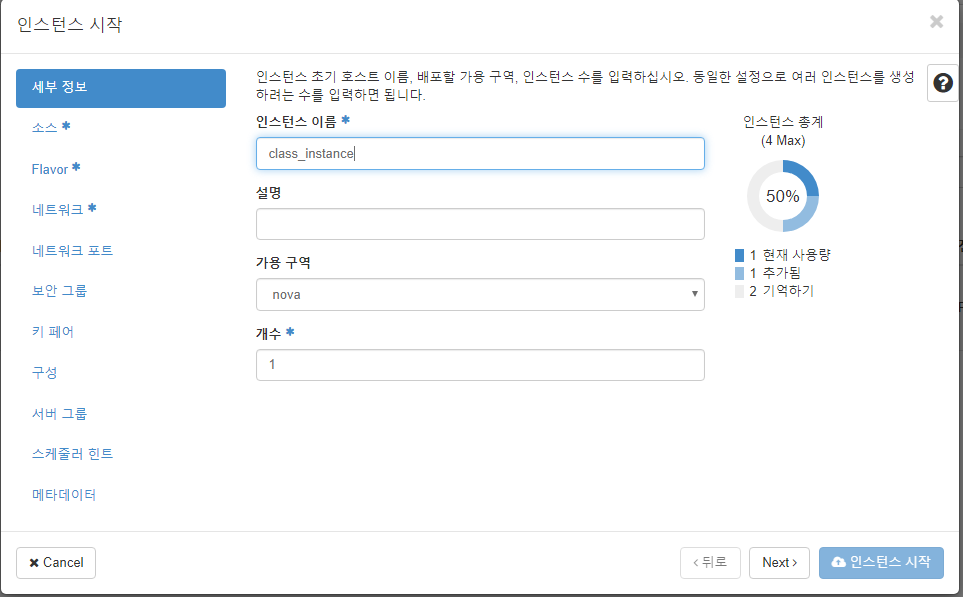 인스턴스 시작
×
세부 정보
소스 *
Flavor *
네트워크 *
네트워크 포트
보안 그룹
키 페어
구성
서버 그룹
스케줄러 힌트
메타데이터
인스턴스 초기 호스트 이름, 배포할 가용 구역, 인스턴스 수를 입력하십시오. 동일한 설정으로 여러 인스턴스를 생성
하려는 수를 입력하면 됩니다.
인스턴스 이름 *
class_instance
설명
가용 구역
nova
개수 *
1
인스턴스 총계
(4 Max)
50%
1 현재 사용량
1 추가됨
2 기억하기
?
× Cancel
‹ 뒤로
Next ›
인스턴스 시작